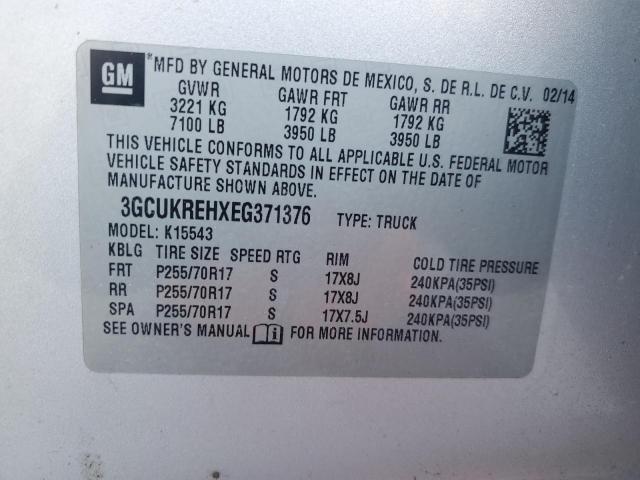 GM
*MFD BY GENERAL MOTORS DE MEXICO, S. DE R.L. DE C.V. 02/14
GVWR GAWR FRT GAWR RR
3221 KG 1792 KG 1792 KG
7100 LB 3950 LB 3950 LB
THIS VEHICLE CONFORMS TO ALL APPLICABLE U.S. FEDERAL MOTOR
VEHICLE SAFETY STANDARDS IN EFFECT ON THE DATE OF
MANUFACTURE SHOWN ABOVE.
3GCUKREHXEG371376 TYPE: TRUCK
MODEL: K15543
KBLG TIRE SIZE SPEED RTG RIM COLD TIRE PRESSURE
FRT P255/70R17 S 17X8J 240KPA(35PSI)
RR P255/70R17 S 17X8J 240KPA(35PSI)
SPA P255/70R17 S 17X7.5J 240KPA(35PSI)
SEE OWNER'S MANUAL FOR MORE INFORMATION.